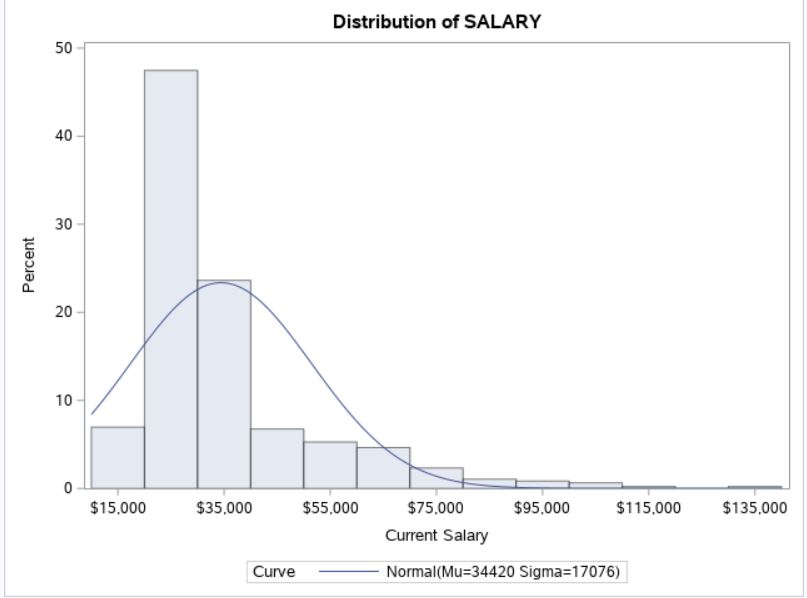 Distribution of SALARY
50
40
30
20
10
0
Percent
$15,000 $35,000 $55,000 $75,000 $95,000 $115,000 $135,000
Current Salary
Curve Normal(Mu=34420 Sigma=17076)